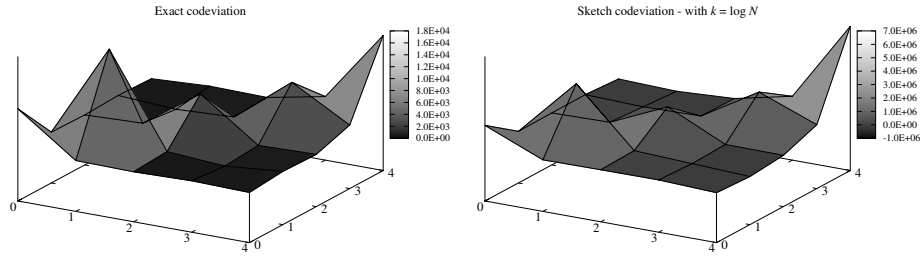 Exact codeviation
1.8E+04
1.6E+04
1.4E+04
1.2E+04
1.0E+04
8.0E+03
6.0E+03
4.0E+03
2.0E+03
0.0E+00
0
1
2
3
4
0
1
2
3
4
Sketch codeviation - with k = log N
7.0E+06
6.0E+06
5.0E+06
4.0E+06
3.0E+06
2.0E+06
1.0E+06
0.0E+00
-1.0E+06
0
1
2
3
4
0
1
2
3
4